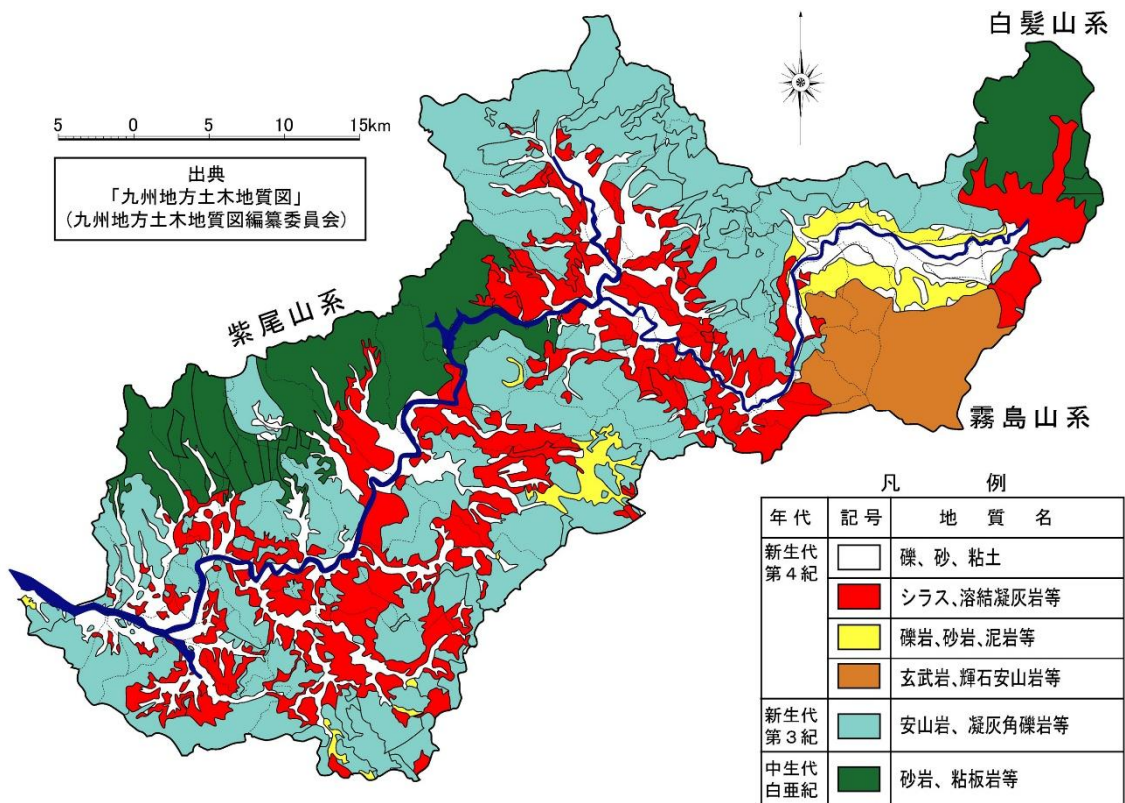 白髪山系
5 0 5 10 15km
出典
「九州地方土木地質図」
(九州地方土木地質図編纂委員会)
紫尾山系
霧島山系
凡 例
年代 記号 地質名
新生代
第4紀
礫、砂、粘土
シラス、溶結凝灰岩等
礫岩、砂岩、泥岩等
玄武岩、輝石安山岩等
新生代
第3紀
安山岩、凝灰角礫岩等
中生代
白亜紀
砂岩、粘板岩等